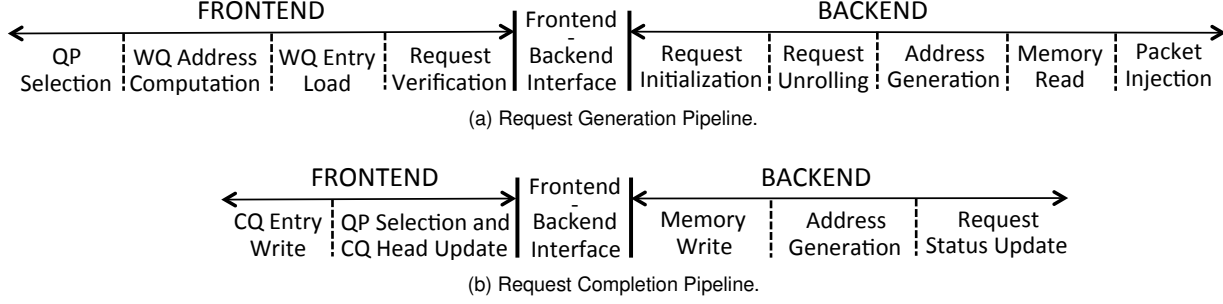 FRONTEND
BACKEND
QP
Selection
WQ Address
Computation
WQ Entry
Load
Request
Verification
Frontend
-
Backend
Interface
Request
Initialization
Request
Unrolling
Address
Generation
Memory
Read
Packet
Injection
(a) Request Generation Pipeline.
FRONTEND
BACKEND
CQ Entry
Write
QP Selection and
CQ Head Update
Frontend
-
Backend
Interface
Memory
Write
Address
Generation
Request
Status Update
(b) Request Completion Pipeline.